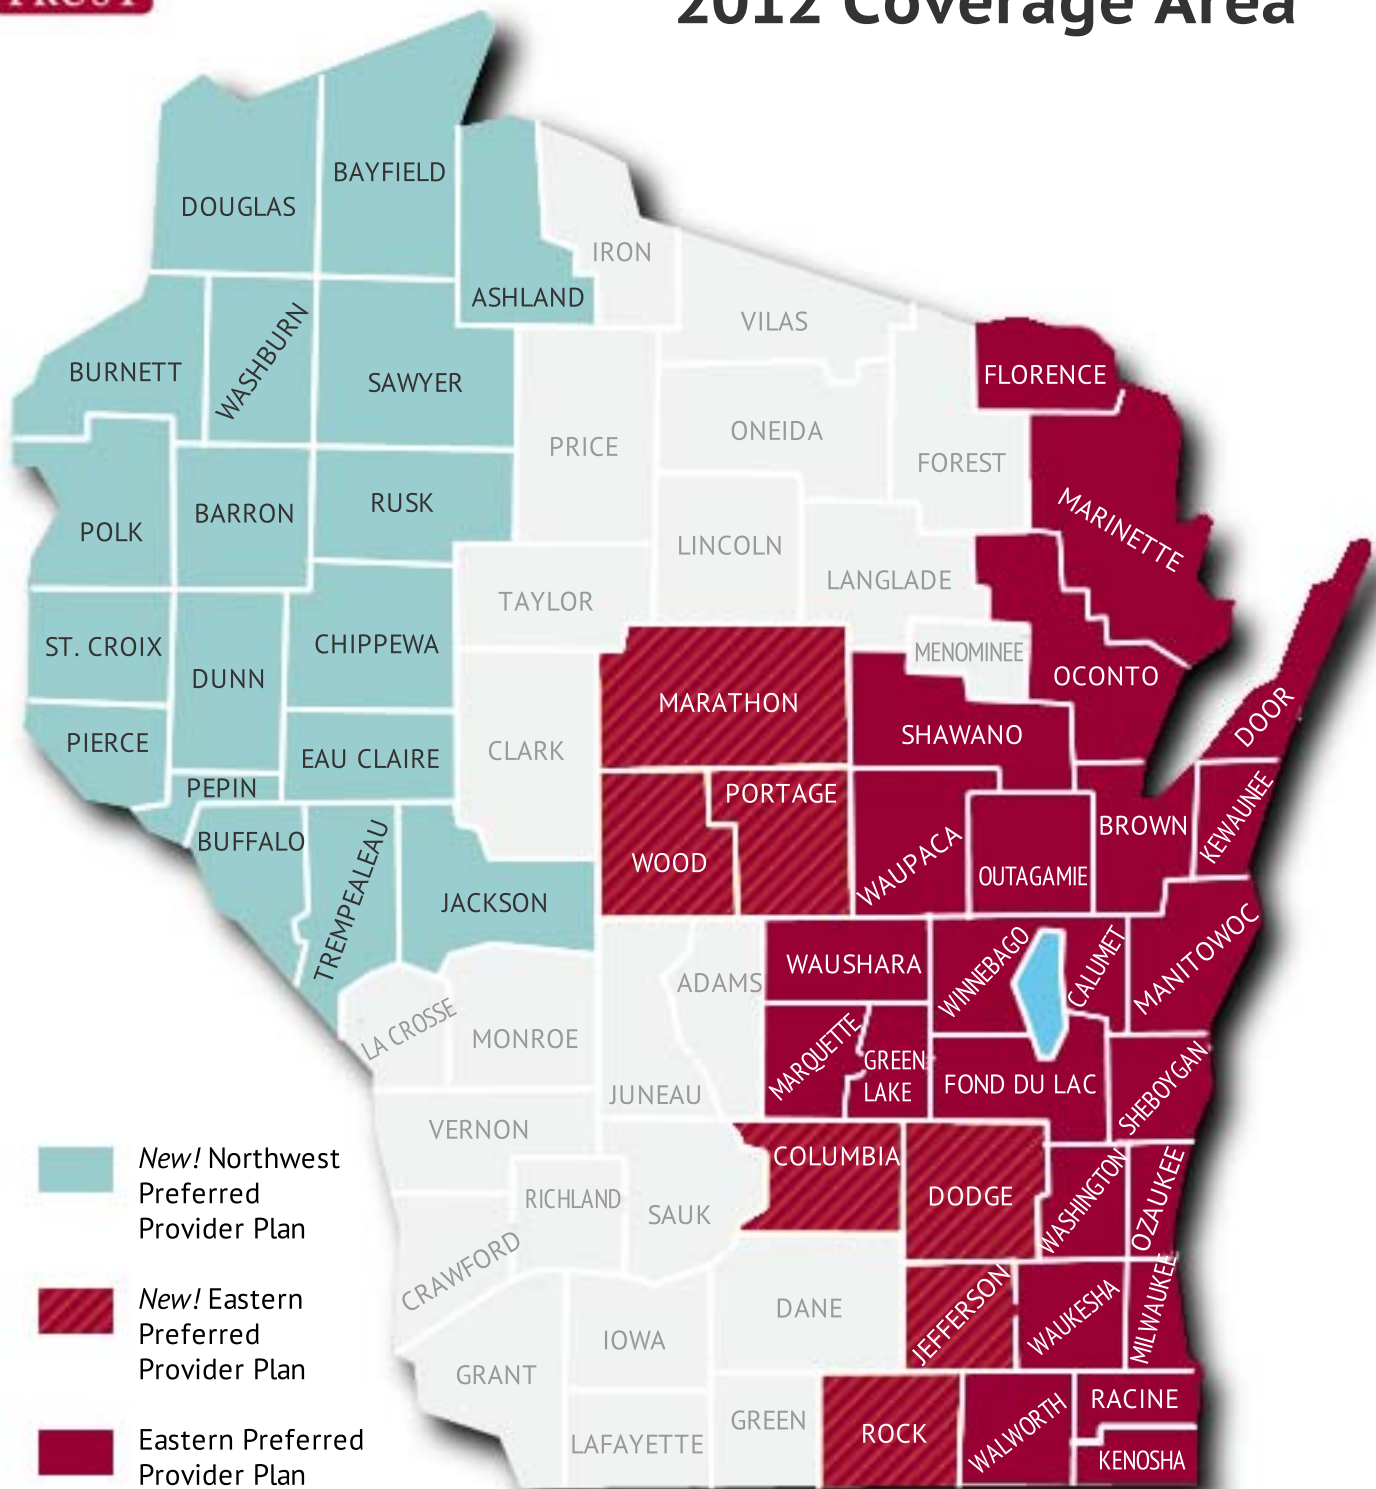 TRUST
2012 Coverage Area
BAYFIELD
DOUGLAS
IRON
ASHLAND
VILAS
WASHBURN
BURNETT
SAWYER
FLORENCE
ONEIDA
PRICE
FOREST
RUSK
BARRON
POLK
MARINETTE
LINCOLN
LANGLADE
TAYLOR
ST. CROIX
CHIPPEWA
MENOMINEE
DUNN
OCONTO
MARATHON
DOOR
SHAWANO
PIERCE
CLARK
EAU CLAIRE
PEPIN
PORTAGE
BROWN
KEWAUNEE
BUFFALO
WOOD
WAUPACA
OUTAGAMIE
TREMPEALEAU
JACKSON
WAUSHARA
WINNEBAGO
CALUMET
MANITOWOC
ADAMS
LA CROSSE
MONROE
MARQUETTE
GREEN
LAKE
FOND DU LAC
SHEBOYGAN
JUNEAU
VERNON
COLUMBIA
DODGE
WASHINGTON
OZAUKEE
RICHLAND
SAUK
CRAWFORD
DANE
JEFFERSON
WAUKESHA
MILWAUKEE
IOWA
GRANT
RACINE
GREEN
ROCK
WALWORTH
LAFAYETTE
KENOSHA
New! Northwest
Preferred
Provider Plan
New! Eastern
Preferred
Provider Plan
Eastern Preferred
Provider Plan